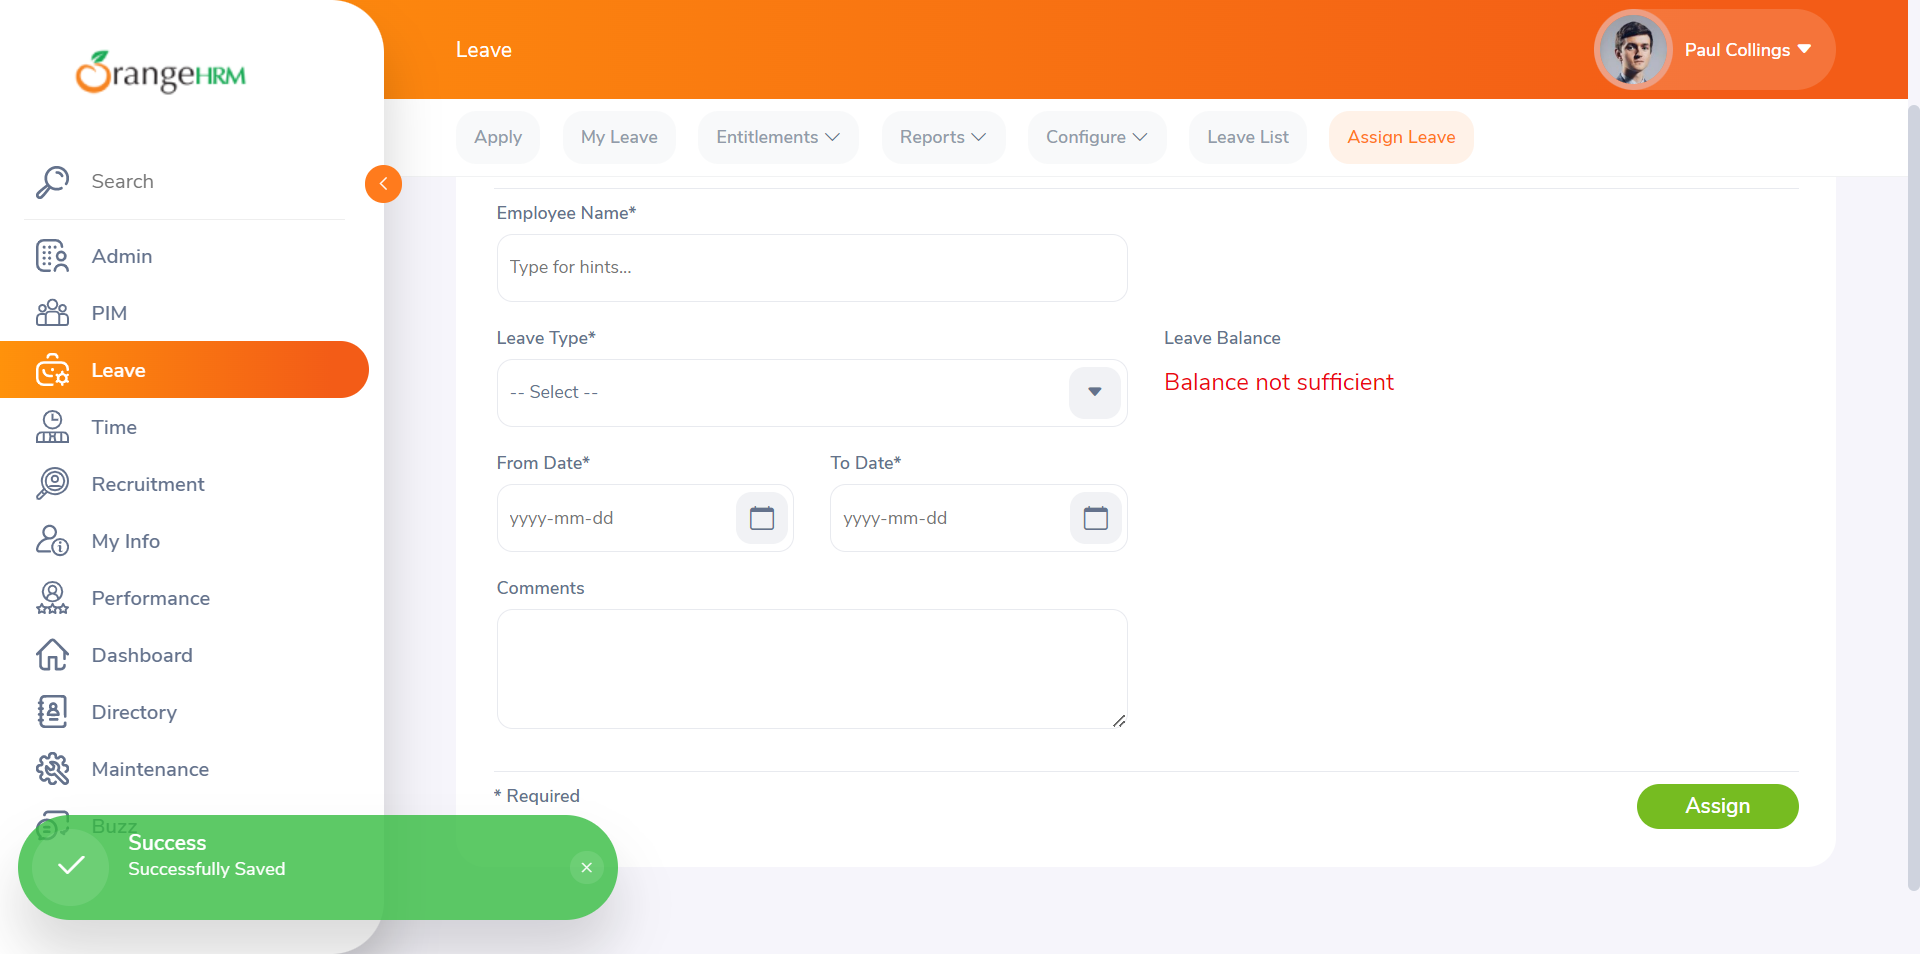 OrangeHRM
Search
Admin
PIM
Leave
Time
Recruitment
My Info
Performance
Dashboard
Directory
Maintenance
Buzz
Leave
Paul Collings
Apply
My Leave
Entitlements
Reports
Configure
Leave List
Assign Leave
Employee Name*
Type for hints...
Leave Type*
-- Select --
Leave Balance
Balance not sufficient
From Date*
yyyy-mm-dd
To Date*
yyyy-mm-dd
Comments
* Required
Assign
Success
Successfully Saved